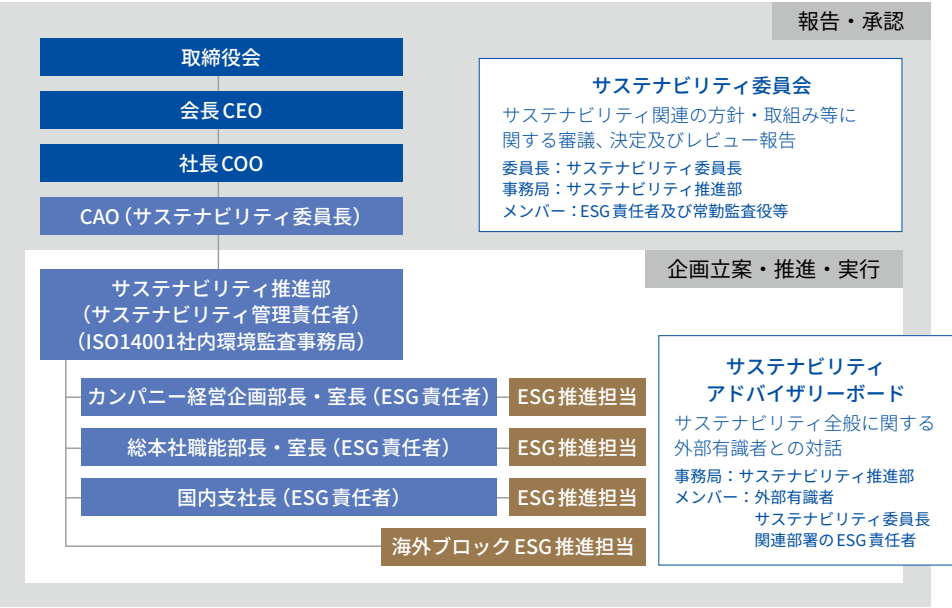 報告・承認
取締役会
会長CEO
社長COO
CAO（サステナビリティ委員長）
サステナビリティ委員会
サステナビリティ関連の方針・取組み等に
関する審議、決定及びレビュー報告
委員長：サステナビリティ委員長
事務局：サステナビリティ推進部
メンバー：ESG責任者及び常勤監査役等
企画立案・推進・実行
サステナビリティ推進部
（サステナビリティ管理責任者）
（ISO14001社内環境監査事務局）
カンパニー経営企画部長・室長（ESG責任者）
ESG推進担当
総本社職能部長・室長（ESG責任者）
ESG推進担当
国内支社長（ESG責任者）
ESG推進担当
海外ブロックESG推進担当
サステナビリティ
アドバイザリーボード
サステナビリティ全般に関する
外部有識者との対話
事務局：サステナビリティ推進部
メンバー：外部有識者
サステナビリティ委員長
関連部署のESG責任者